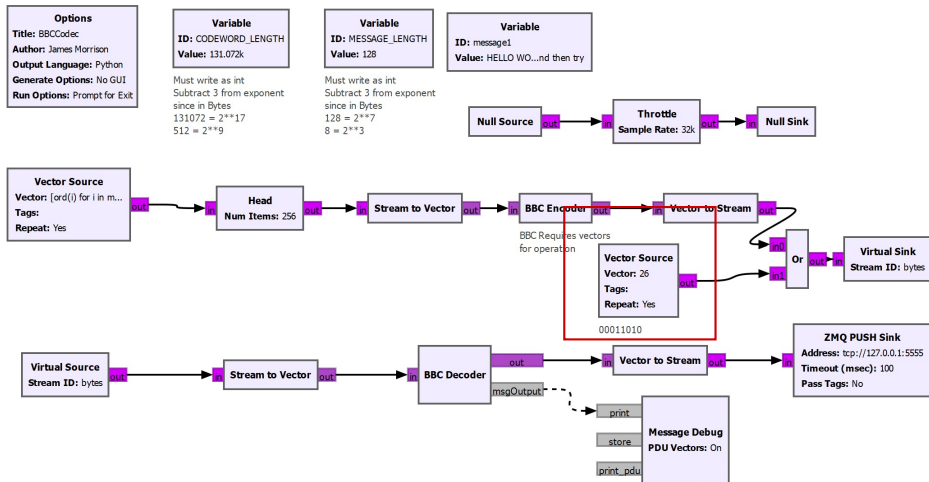 Options
Title: BBCCodec
Author: James Morrison
Output Language: Python
Generate Options: No GUI
Run Options: Prompt for Exit
Variable
ID: CODEWORD_LENGTH
Value: 131.072k
Must write as int
Subtract 3 from exponent
since in Bytes
131072 = 2**17
512 = 2**9
Variable
ID: MESSAGE_LENGTH
Value: 128
Must write as int
Subtract 3 from exponent
since in Bytes
128 = 2**7
8 = 2**3
Variable
ID: message1
Value: HELLO WO...nd then try
Null Source
out
in
Throttle
Sample Rate: 32k
out
in
Null Sink
Vector Source
Vector: [ord(i) for i in m...
Tags:
Repeat: Yes
out
in
Head
Num Items: 256
out
in
Stream to Vector
out
in
BBC Encoder
out
BBC Requires vectors
for operation
in
Vector to Stream
out
Vector Source
Vector: 26
Tags:
Repeat: Yes
out
00011010
in0
in1
Or
out
in
Virtual Sink
Stream ID: bytes
Virtual Source
Stream ID: bytes
out
in
Stream to Vector
out
in
BBC Decoder
out
msgOutput
in
Vector to Stream
out
in
ZMQ PUSH Sink
Address: tcp://127.0.0.1:5555
Timeout (msec): 100
Pass Tags: No
print
store
print_pdu
Message Debug
PDU Vectors: On